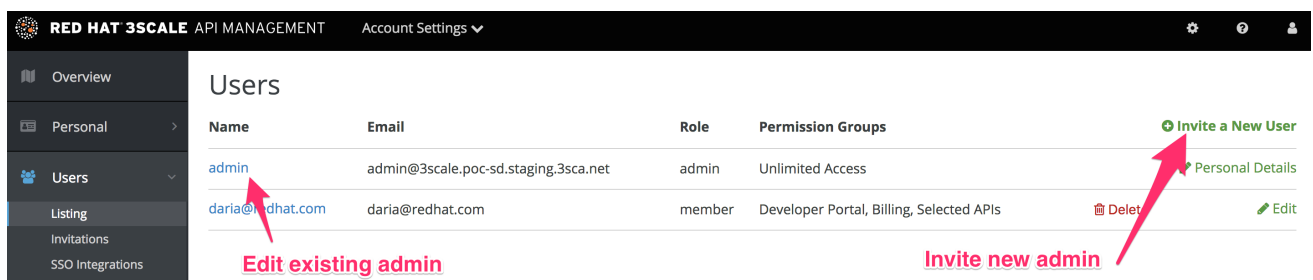 RED HAT® 3SCALE API MANAGEMENT Account Settings
Overview
Personal
Users
Listing
Invitations
SSO Integrations
Users
Name Email Role Permission Groups Invite a New User
admin admin@3scale.poc-sd.staging.3sca.net admin Unlimited Access Personal Details
daria@redhat.com daria@redhat.com member Developer Portal, Billing, Selected APIs Delet Edit
Edit existing admin
Invite new admin